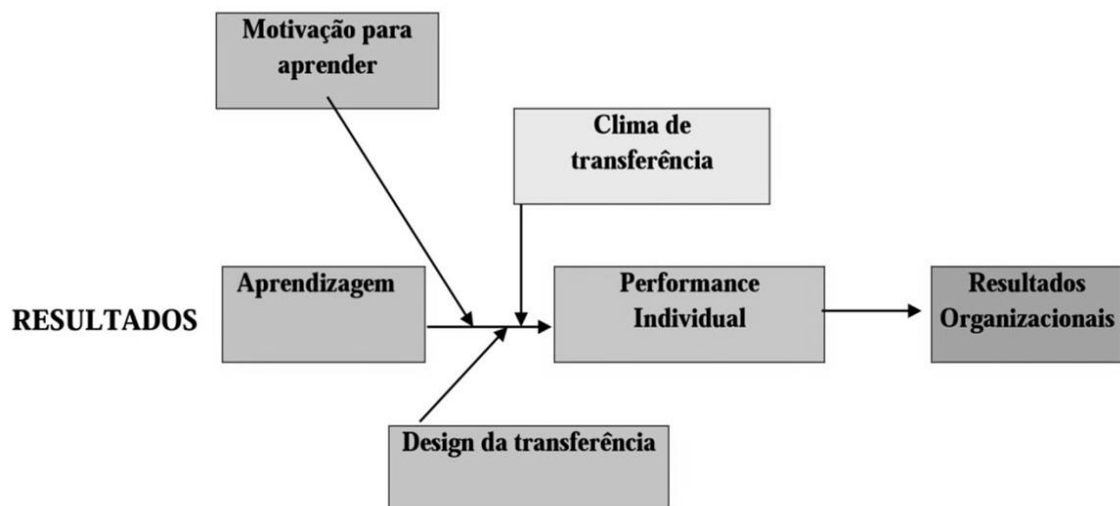 Motivação para
aprender
Clima de
transferência
RESULTADOS
Aprendizagem
Performance
Individual
Resultados
Organizacionais
Design da transferência